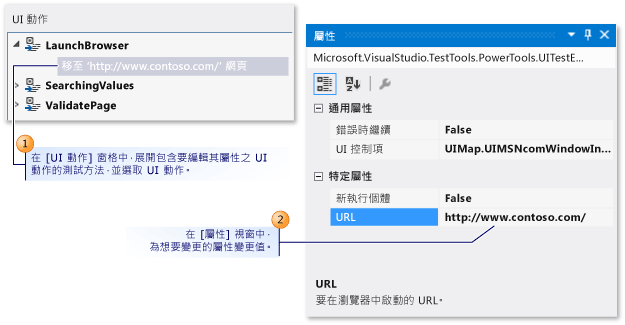 UI 動作
LaunchBrowser
移至 'http://www.contoso.com/' 網頁
SearchingValues
ValidatePage
1
在 [UI 動作] 窗格中，展開包含要編輯其屬性之 UI
動作的測試方法，並選取 UI 動作。
2
在 [屬性] 視窗中，
為想要變更的屬性變更值。
屬性
Microsoft.VisualStudio.TestTools.PowerTools.UITestE...
通用屬性
錯誤時繼續 False
UI 控制項 UIMap.UIMSNcomWindowIn...
特定屬性
新執行個體 False
URL http://www.contoso.com/
URL
要在瀏覽器中啟動的 URL。